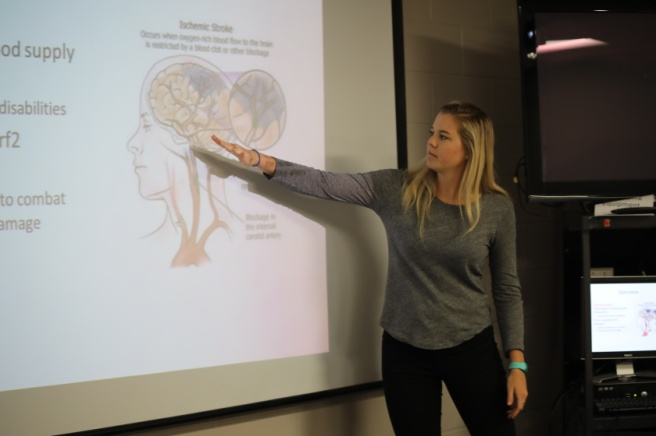 Ischemic Stroke
Occurs when oxygen-rich blood flow to the brain
is restricted by a blood clot or other blockage
od supply
disabilities
rf2
to combat
amage
Blockage in
the internal
carotid artery